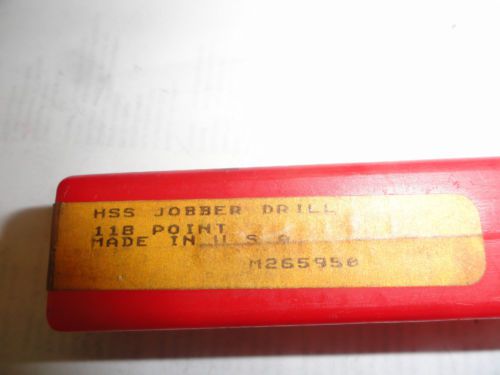 HSS JOBBER DRILL
118 POINT
MADE IN U S A
M265950